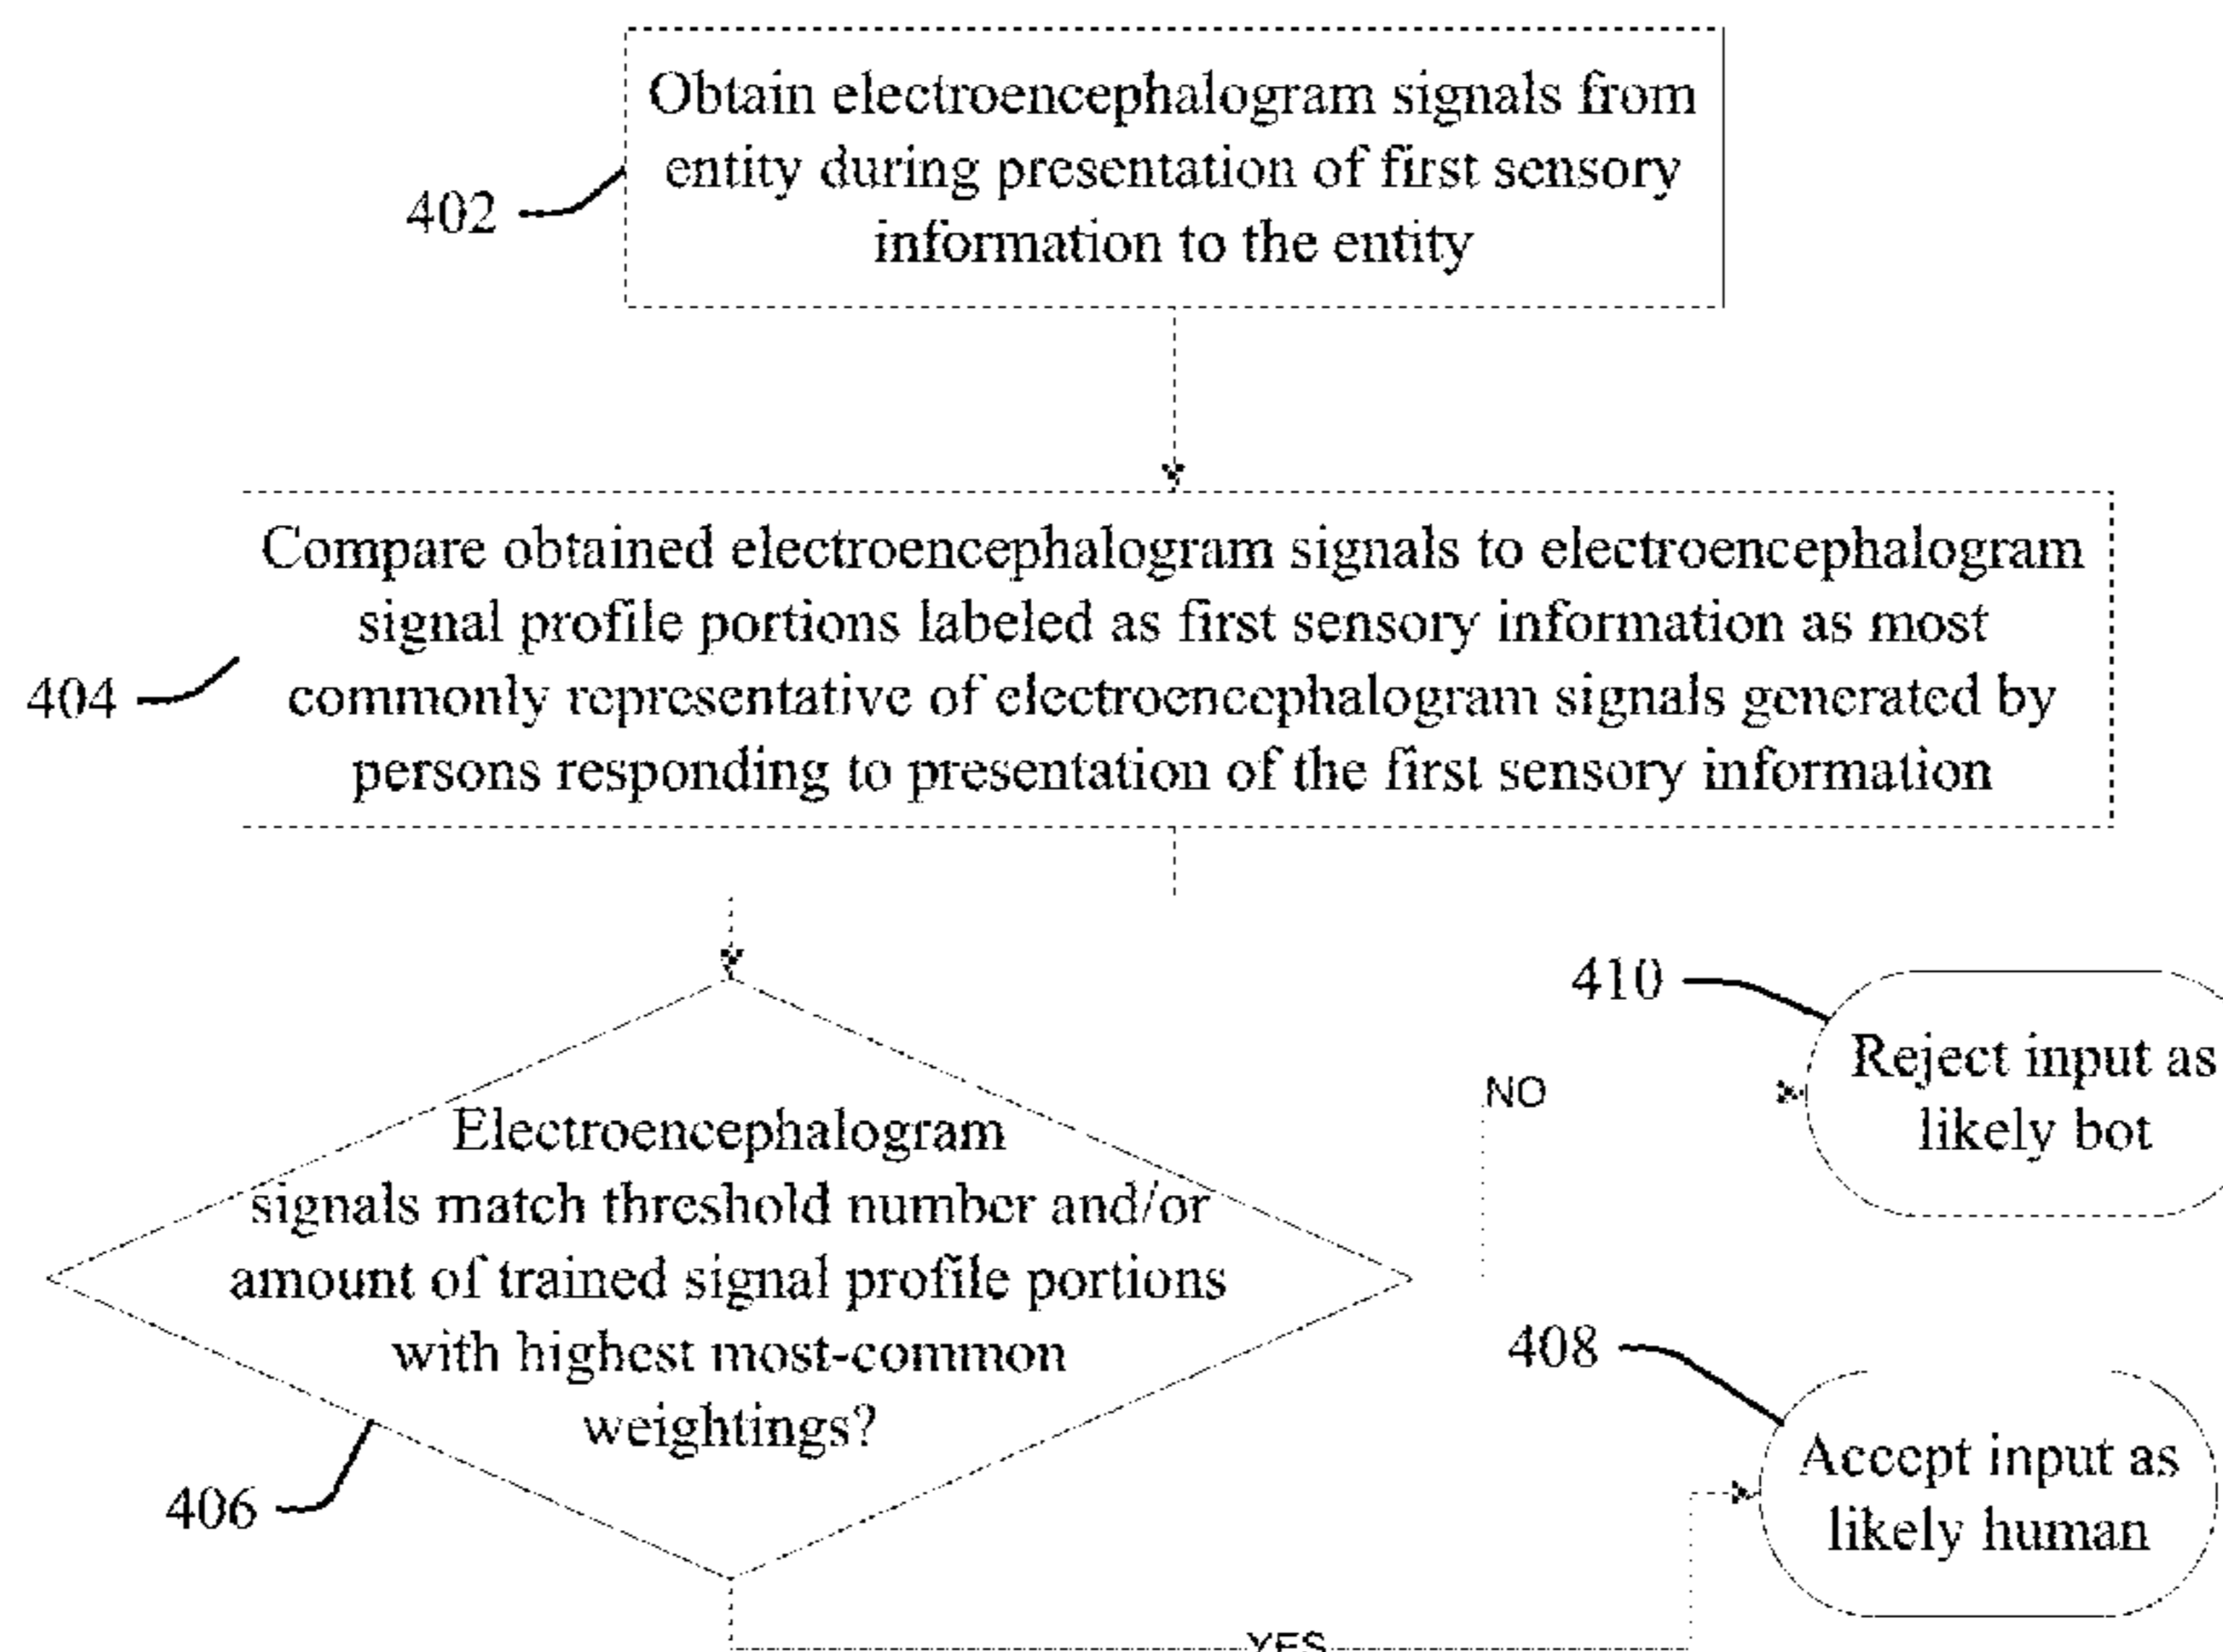 Obtain electroencephalogram signals from
entity during presentation of first sensory
information to the entity
402
Compare obtained electroencephalogram signals to electroencephalogram
signal profile portions labeled as first sensory information as most
commonly representative of electroencephalogram signals generated by
persons responding to presentation of the first sensory information
404
410
Reject input as
likely bot
NO
Electroencephalogram
signals match threshold number and/or
amount of trained signal profile portions
with highest most-common
weightings?
406
408
Accept input as
likely human
YES